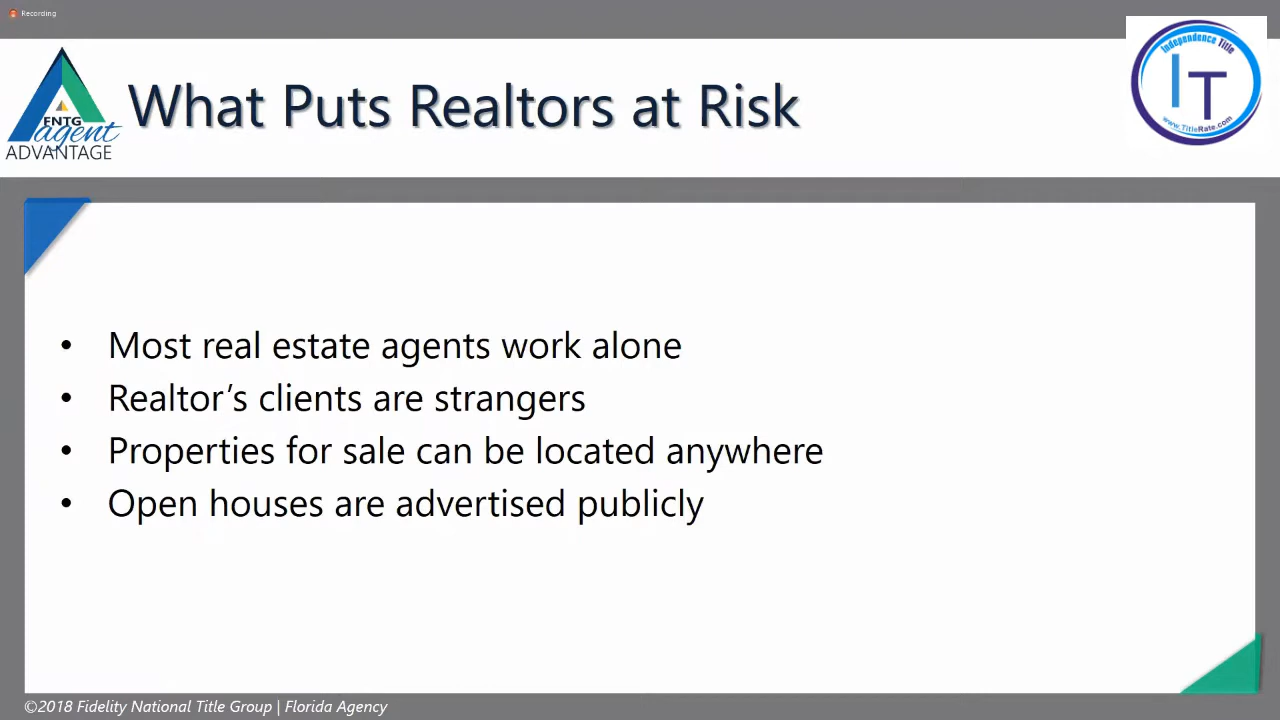 Recording
What Puts Realtors at Risk
FNTG
agent
ADVANTAGE
Independence Title
IT
www.TitleRate.com
• Most real estate agents work alone
• Realtor’s clients are strangers
• Properties for sale can be located anywhere
• Open houses are advertised publicly
©2018 Fidelity National Title Group | Florida Agency